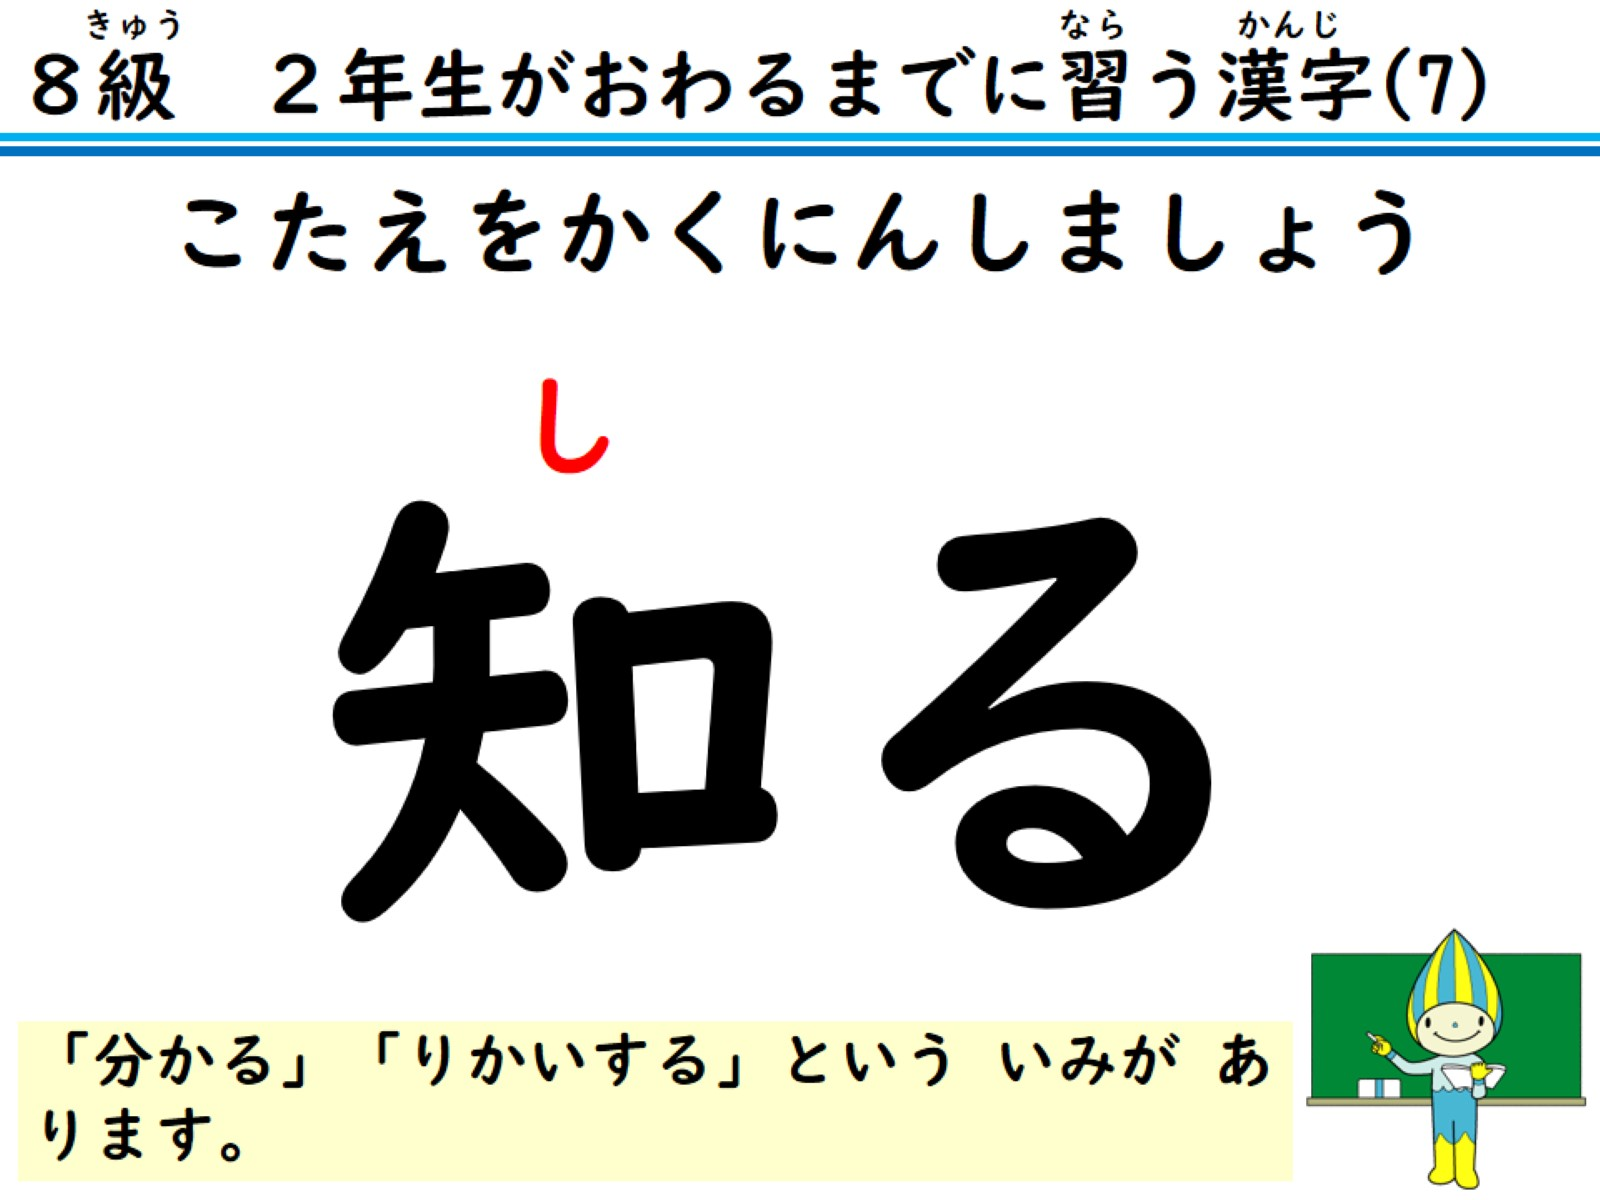 きゅう なら かんじ
８級　２年生がおわるまでに習う漢字(7)
こたえをかくにんしましょう
し
知る
「分かる」「りかいする」という いみが あ
ります。